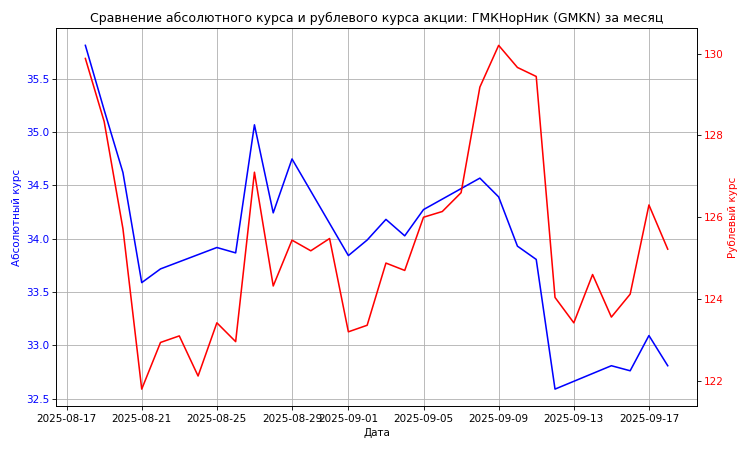 Сравнение абсолютного курса и рублевого курса акции: ГМКНорНик (GMKN) за месяц
35.5
35.0
34.5
34.0
33.5
33.0
32.5
Абсолютный курс
130
128
126
124
122
Рублевый курс
2025-08-17 2025-08-21 2025-08-25 2025-08-29 2025-09-01 2025-09-05 2025-09-09 2025-09-13 2025-09-17
Дата